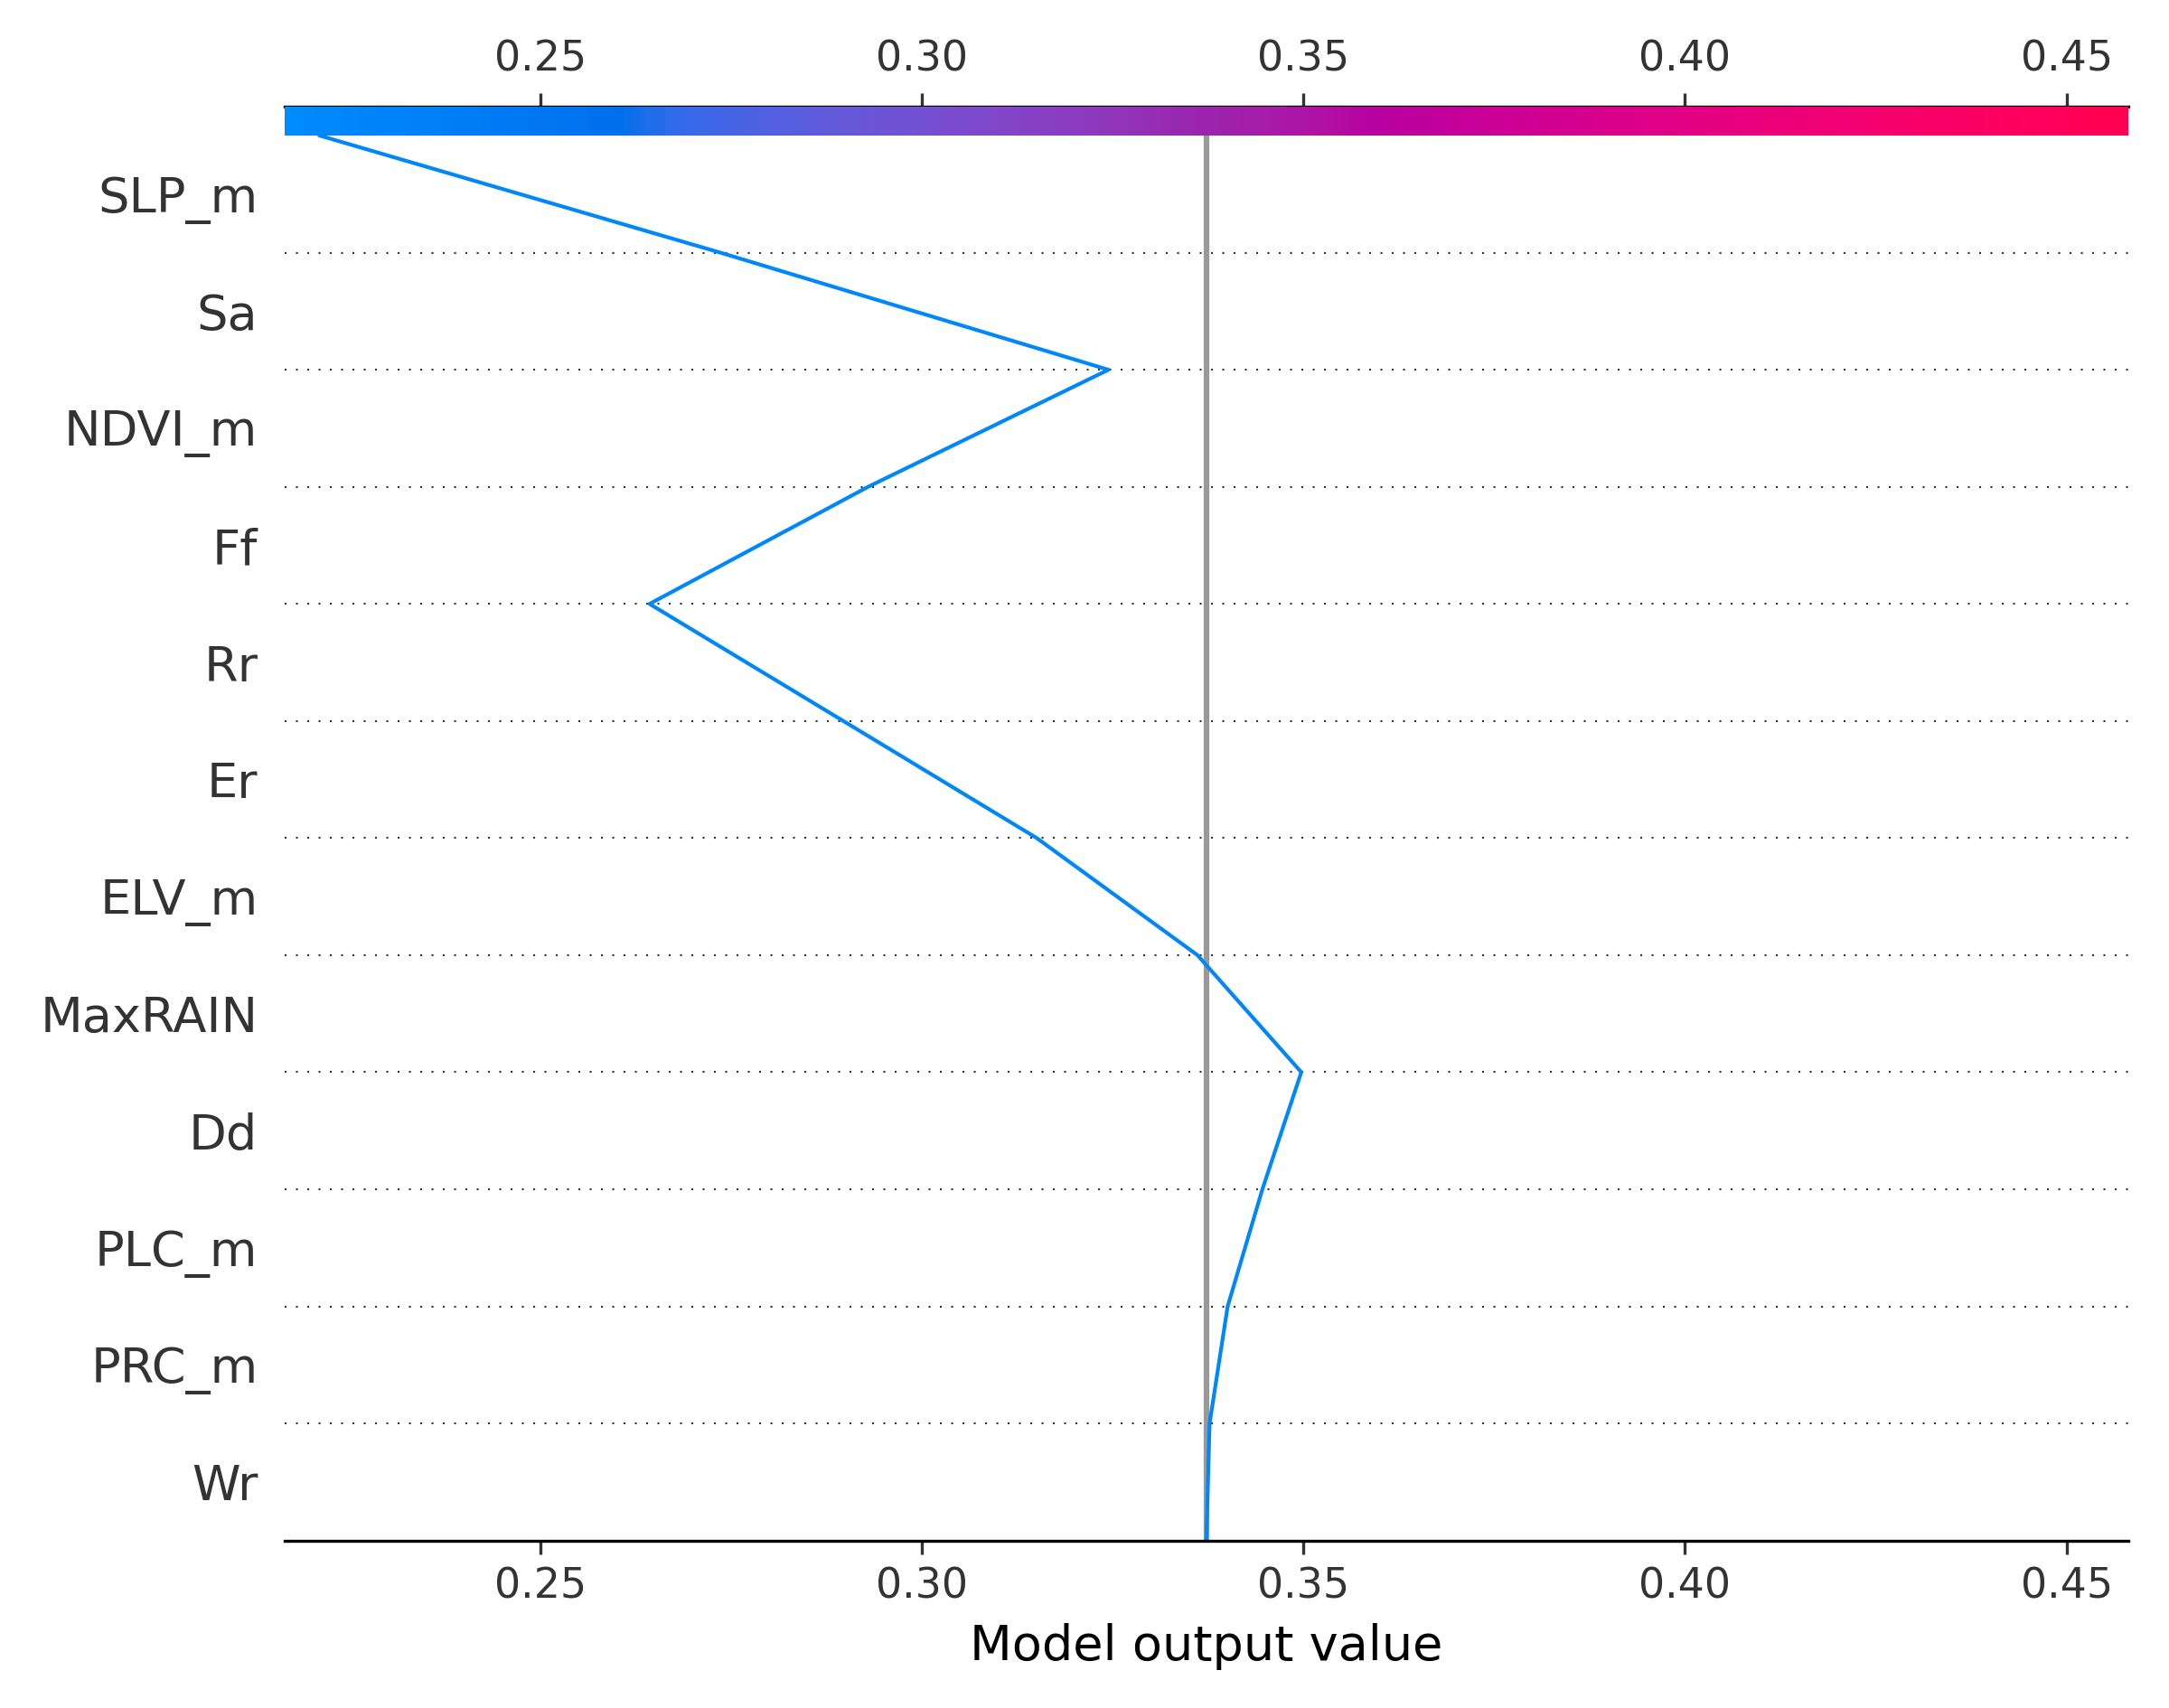 0.25 0.30 0.35 0.40 0.45
SLP_m
Sa
NDVI_m
Ff
Rr
Er
ELV_m
MaxRAIN
Dd
PLC_m
PRC_m
Wr
0.25 0.30 0.35 0.40 0.45
Model output value